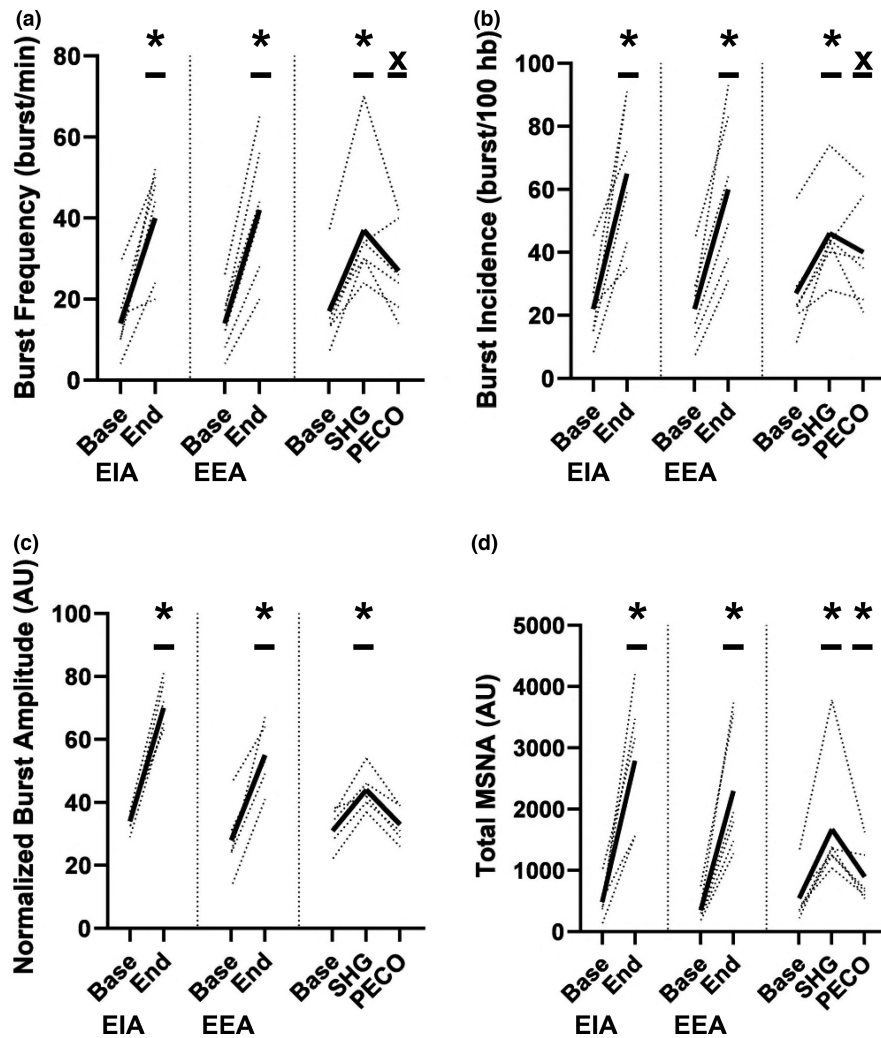 (a)
Burst Frequency (burst/min)
80
60
40
20
0
* * * x
Base End Base End Base SHG PECO
EIA EEA
(b)
Burst Incidence (burst/100 hb)
100
80
60
40
20
0
* * * x
Base End Base End Base SHG PECO
EIA EEA
(c)
Normalized Burst Amplitude (AU)
100
80
60
40
20
0
* * *
Base End Base End Base SHG PECO
EIA EEA
(d)
Total MSNA (AU)
5000
4000
3000
2000
1000
0
* * * *
Base End Base End Base SHG PECO
EIA EEA